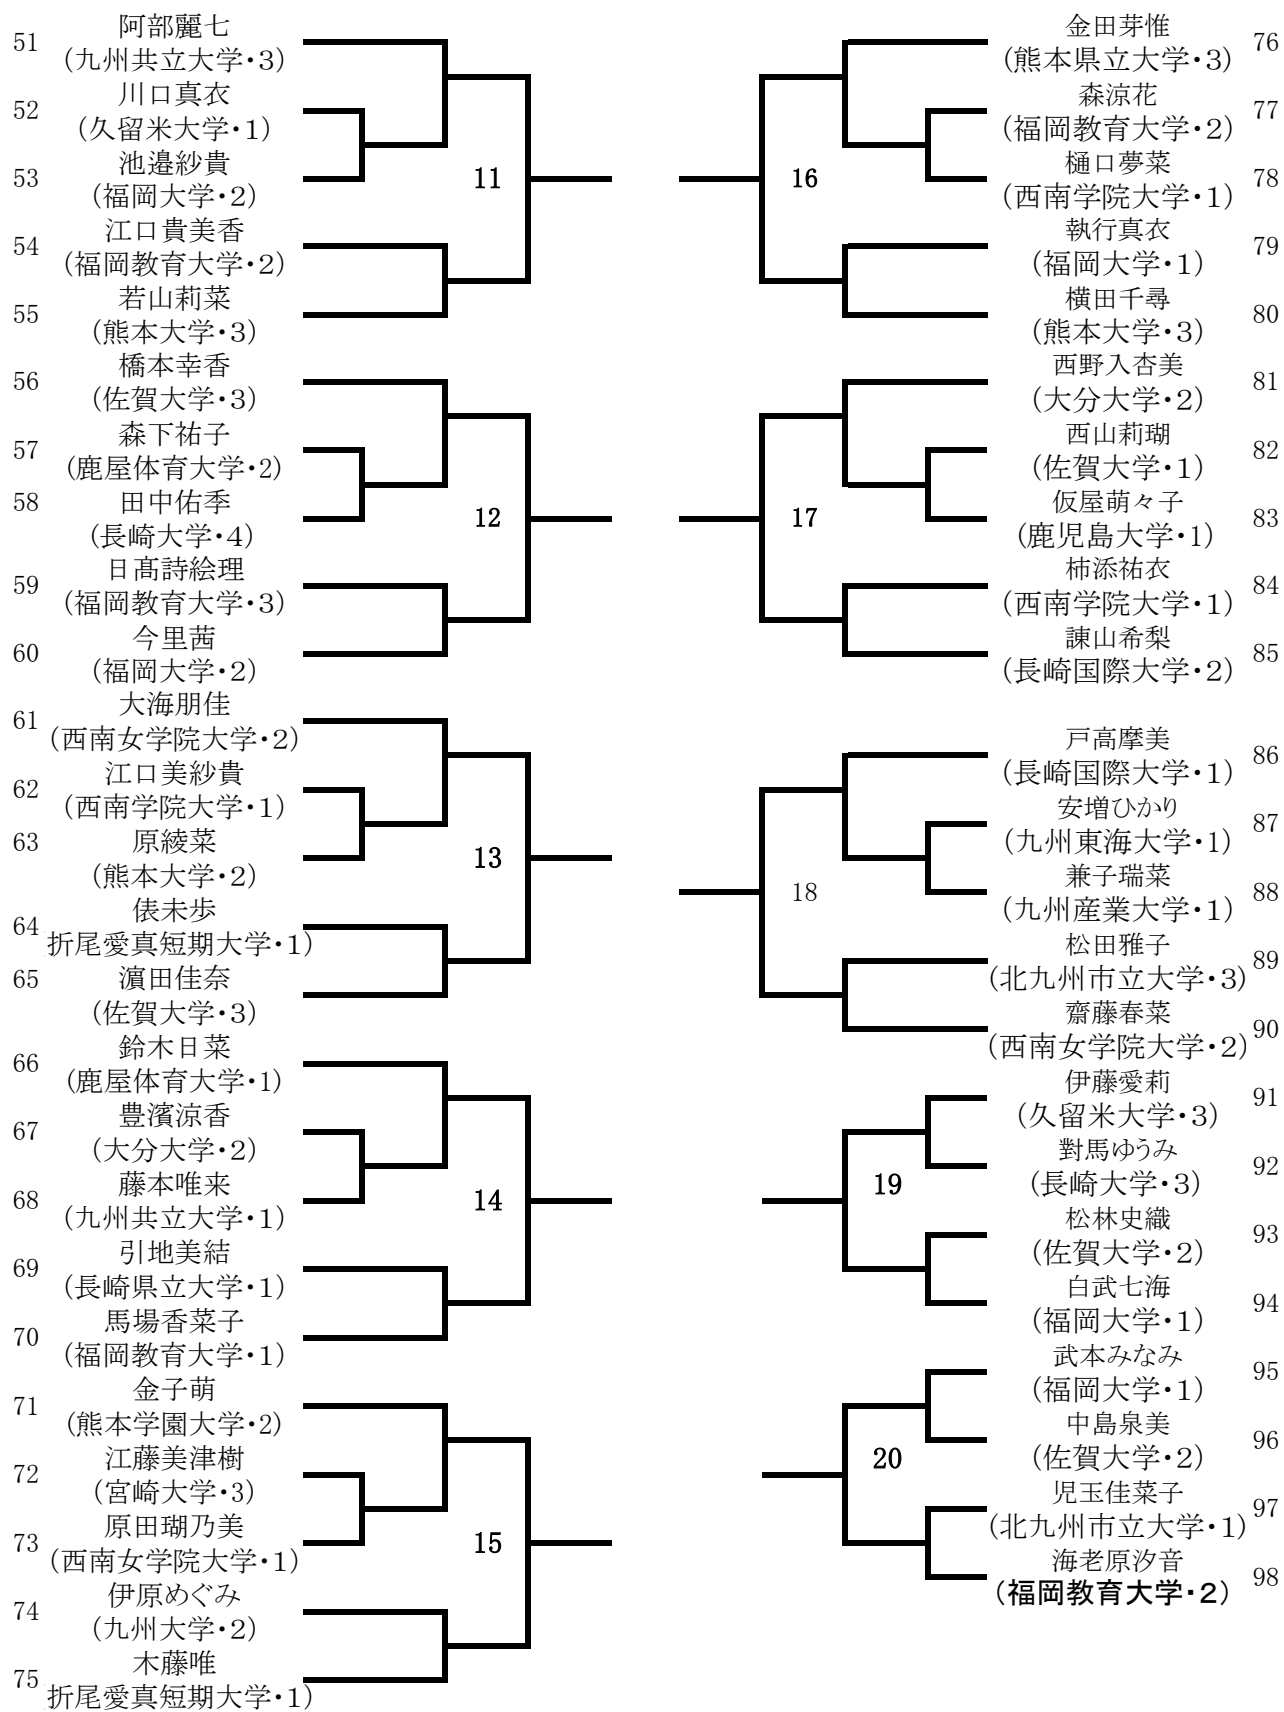 51
阿部麗七
(九州共立大学・3)
52
川口真衣
(久留米大学・1)
53
池邉紗貴
(福岡大学・2)
11
54
江口貴美香
(福岡教育大学・2)
55
若山莉菜
(熊本大学・3)
56
橋本幸香
(佐賀大学・3)
57
森下祐子
(鹿屋体育大学・2)
58
田中佑季
(長崎大学・4)
12
59
日髙詩絵理
(福岡教育大学・3)
60
今里茜
(福岡大学・2)
61
大海朋佳
(西南女学院大学・2)
62
江口美紗貴
(西南学院大学・1)
63
原綾菜
(熊本大学・2)
13
64
俵未歩
折尾愛真短期大学・1)
65
濵田佳奈
(佐賀大学・3)
66
鈴木日菜
(鹿屋体育大学・1)
67
豊濱涼香
(大分大学・2)
68
藤本唯来
(九州共立大学・1)
14
69
引地美結
(長崎県立大学・1)
70
馬場香菜子
(福岡教育大学・1)
71
金子萌
(熊本学園大学・2)
72
江藤美津樹
(宮崎大学・3)
73
原田瑚乃美
(西南女学院大学・1)
15
74
伊原めぐみ
(九州大学・2)
75
木藤唯
折尾愛真短期大学・1)
金田芽惟
76
(熊本県立大学・3)
森涼花
77
(福岡教育大学・2)
樋口夢菜
78
(西南学院大学・1)
16
執行真衣
79
(福岡大学・1)
横田千尋
80
(熊本大学・3)
西野入杏美
81
(大分大学・2)
西山莉瑚
82
(佐賀大学・1)
仮屋萌々子
83
(鹿児島大学・1)
17
柿添祐衣
84
(西南学院大学・1)
諌山希梨
85
(長崎国際大学・2)
戸高摩美
86
(長崎国際大学・1)
安増ひかり
87
(九州東海大学・1)
兼子瑞菜
88
(九州産業大学・1)
18
松田雅子
89
(北九州市立大学・3)
齋藤春菜
90
(西南女学院大学・2)
伊藤愛莉
91
(久留米大学・3)
對馬ゆうみ
92
(長崎大学・3)
19
松林史織
93
(佐賀大学・2)
白武七海
94
(福岡大学・1)
武本みなみ
95
(福岡大学・1)
中島泉美
96
(佐賀大学・2)
20
児玉佳菜子
97
(北九州市立大学・1)
海老原汐音
98
(福岡教育大学・2)